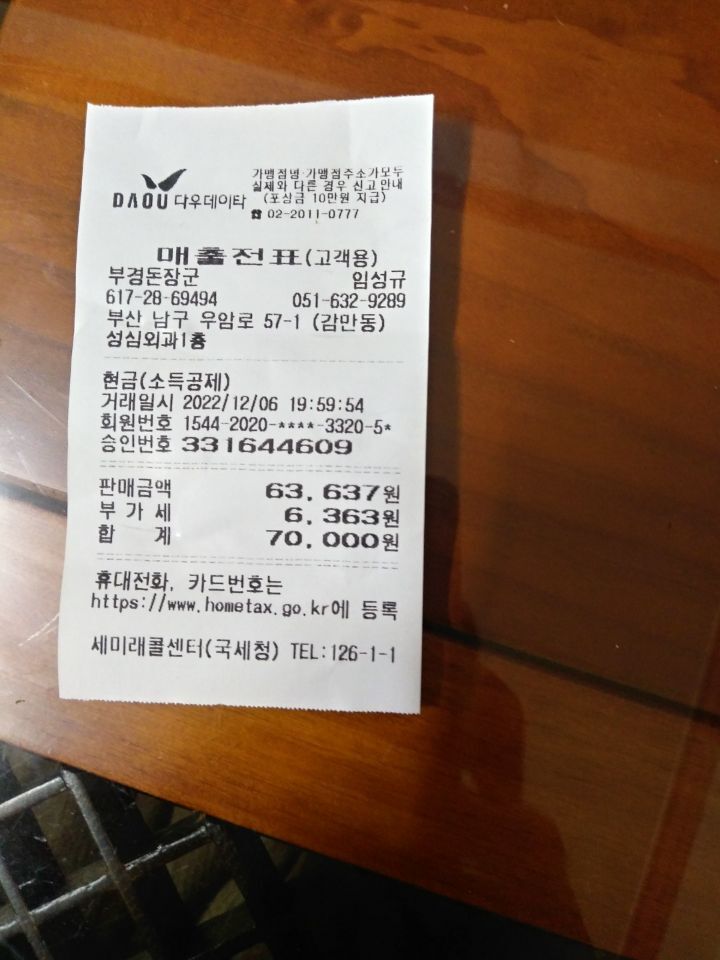 DAOU 다우데이타
가맹점명·가맹점주소가모두
실제와 다른 경우 신고안내
(포상금 10만원 지급)
☎ 02-2011-0777
매출전표(고객용)
부경돈장군 임성규
617-28-69494 051-632-9289
부산 남구 우암로 57-1 (감만동)
성심외과1층
현금(소득공제)
거래일시 2022/12/06 19:59:54
회원번호 1544-2020-****-3320-5*
승인번호 331644609
판매금액 63,637원
부 가 세 6,363원
합 계 70,000원
휴대전화, 카드번호는
https://www.hometax.go.kr에 등록
세미래콜센터(국세청) TEL:126-1-1